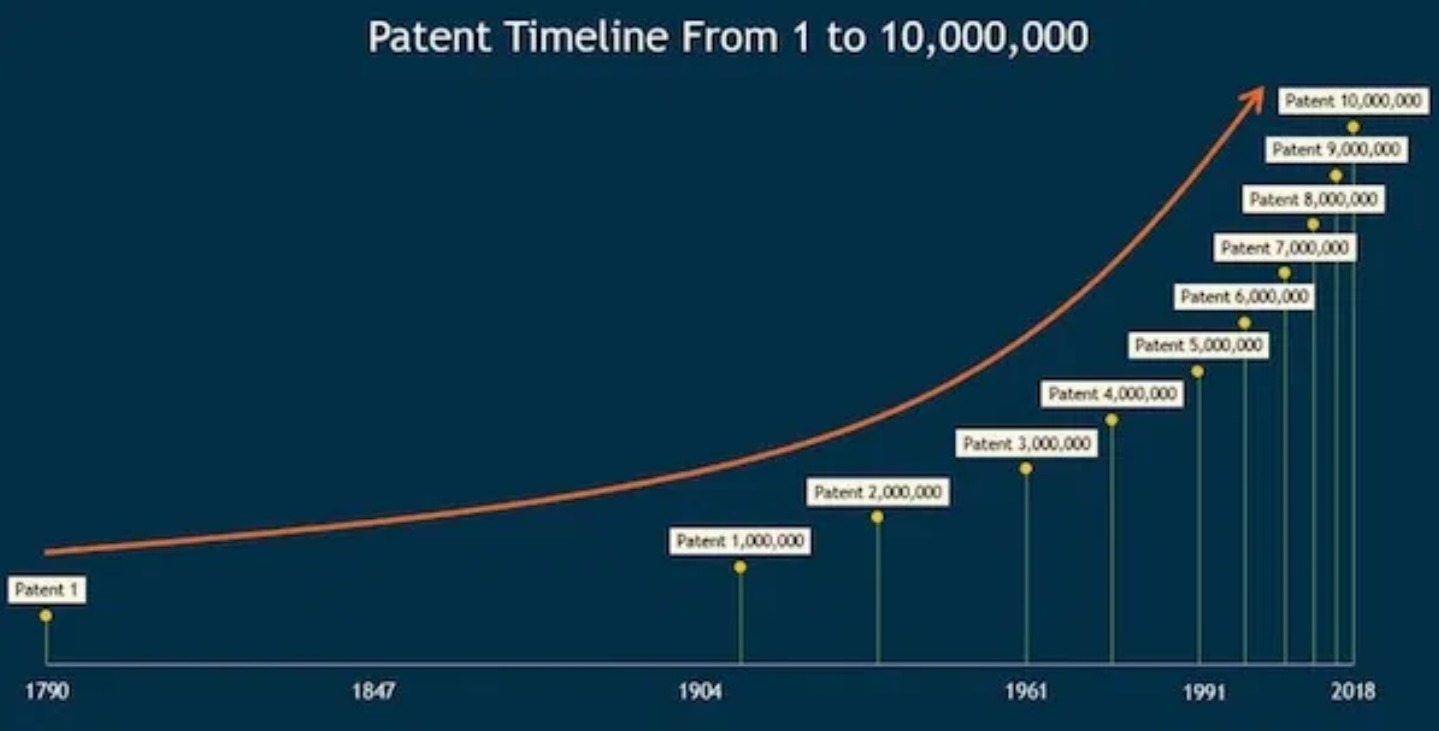 Patent Timeline From 1 to 10,000,000
Patent 10,000,000
Patent 9,000,000
Patent 8,000,000
Patent 7,000,000
Patent 6,000,000
Patent 5,000,000
Patent 4,000,000
Patent 3,000,000
Patent 2,000,000
Patent 1,000,000
Patent 1
1790 1847 1904 1961 1991 2018